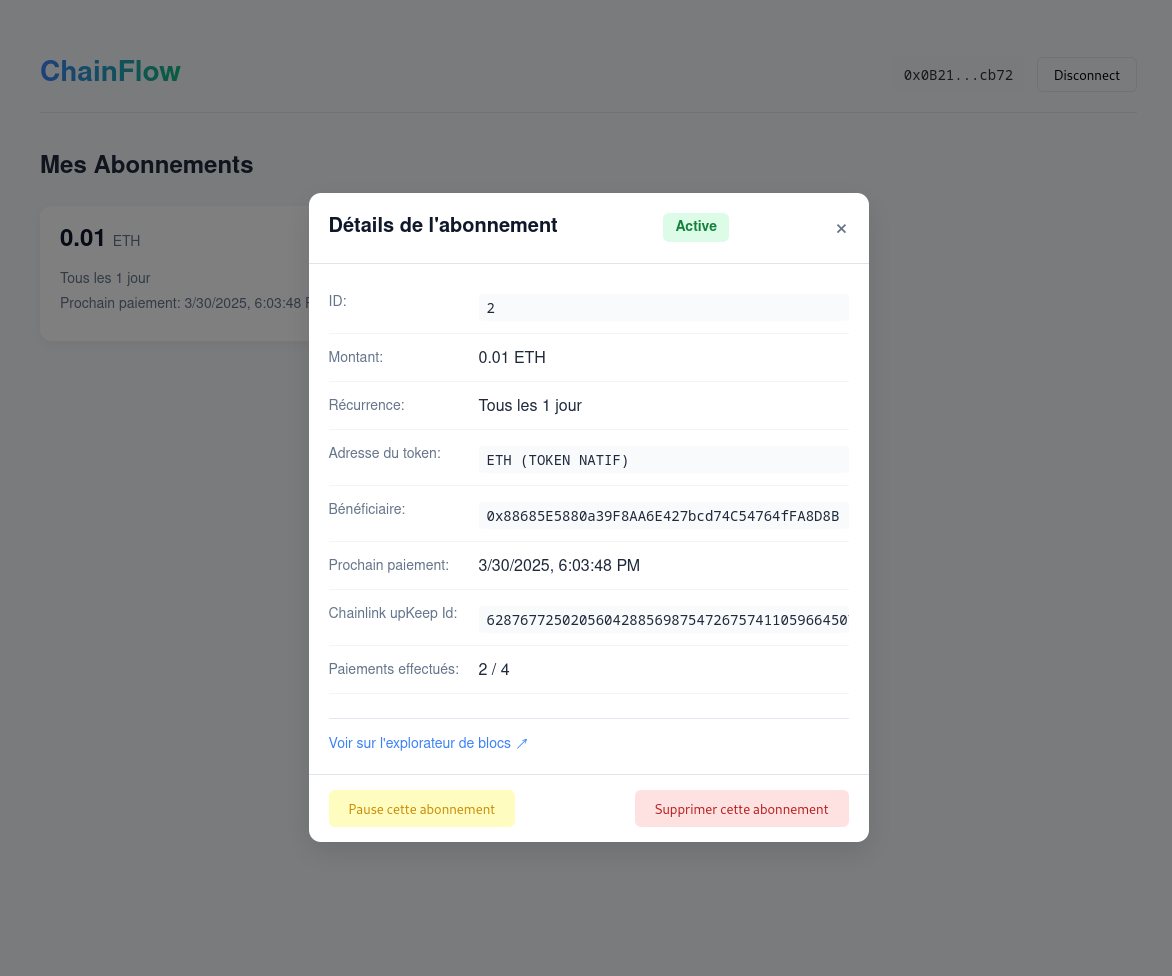 ChainFlow
0x0B21...cb72
Disconnect
Mes Abonnements
0.01 ETH
Tous les 1 jour
Prochain paiement: 3/30/2025, 6:03:48
Détails de l'abonnement
Active
×
ID:
2
Montant:
0.01 ETH
Récurrence:
Tous les 1 jour
Adresse du token:
ETH (TOKEN NATIF)
Bénéficiaire:
0x88685E5880a39F8AA6E427bcd74C54764fFA8D8B
Prochain paiement:
3/30/2025, 6:03:48 PM
Chainlink upKeep Id:
6287677250205604288569875472675741105966450
Paiements effectués:
2 / 4
Voir sur l'explorateur de blocs ↗
Pause cette abonnement
Supprimer cette abonnement